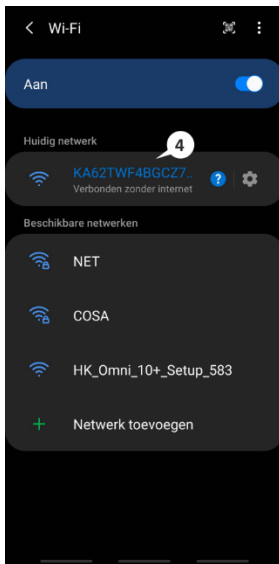 Wi-Fi
Aan
Huidig netwerk
4
KA62TWF4BGCZ7..
Verbonden zonder internet
?
Beschikbare netwerken
NET
COSA
HK_Omni_10+_Setup_583
+ Netwerk toevoegen